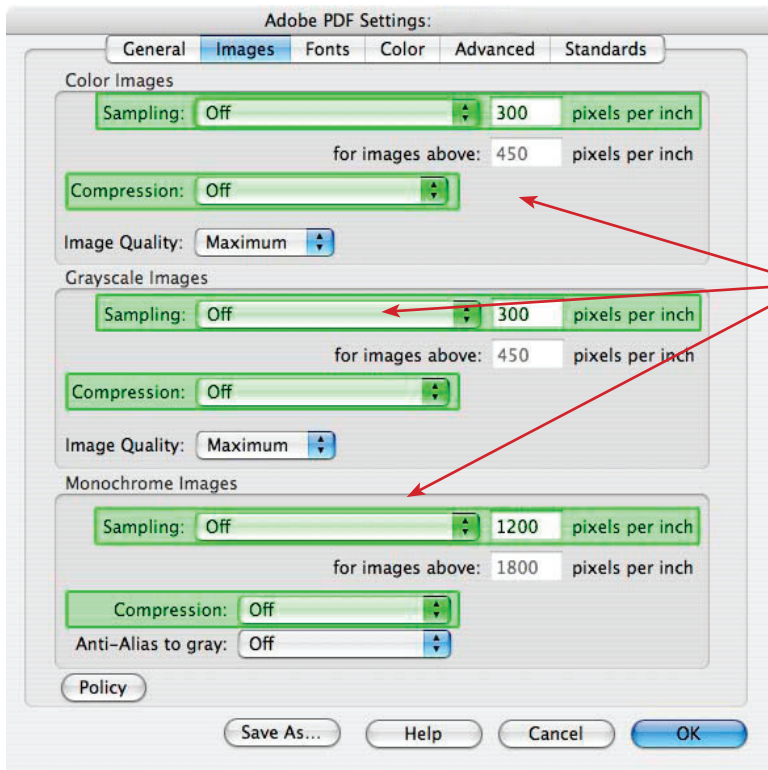 Adobe PDF Settings:
General Images Fonts Color Advanced Standards
Color Images
Sampling: Off 300 pixels per inch
for images above: 450 pixels per inch
Compression: Off
Image Quality: Maximum
Grayscale Images
Sampling: Off 300 pixels per inch
for images above: 450 pixels per inch
Compression: Off
Image Quality: Maximum
Monochrome Images
Sampling: Off 1200 pixels per inch
for images above: 1800 pixels per inch
Compression: Off
Anti-Alias to gray: Off
Policy
Save As... Help Cancel OK